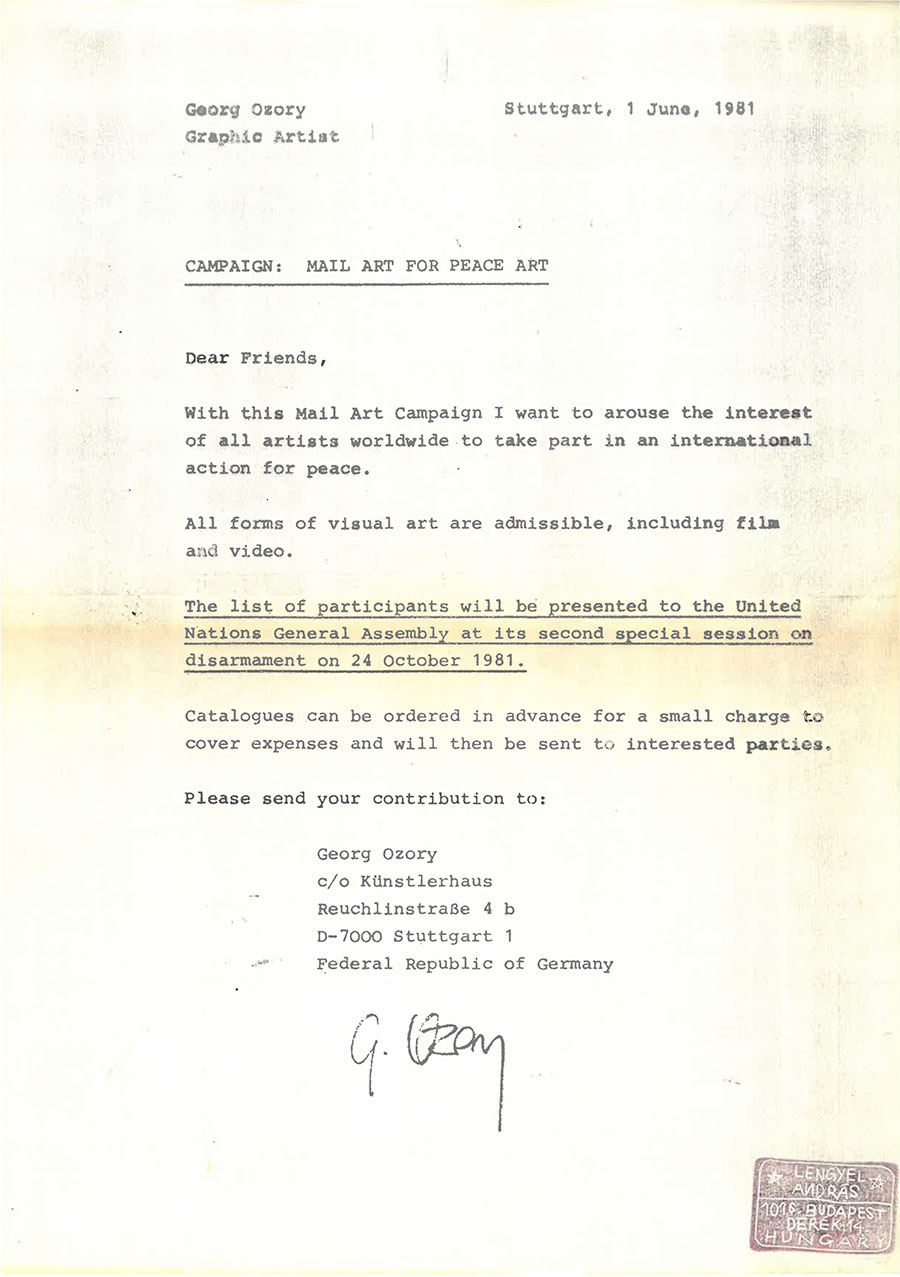 Georg Ozory
Stuttgart, 1 June, 1981
Graphic Artist
CAMPAIGN: MAIL ART FOR PEACE ART
Dear Friends,
With this Mail Art Campaign I want to arouse the interest
of all artists worldwide to take part in an international
action for peace.
All forms of visual art are admissible, including film
and video.
The list of participants will be presented to the United
Nations General Assembly at its second special session on
disarmament on 24 October 1981.
Catalogues can be ordered in advance for a small charge to
cover expenses and will then be sent to interested parties.
Please send your contribution to:
Georg Ozory
c/o Künstlerhaus
Reuchlinstraße 4 b
D-7000 Stuttgart 1
Federal Republic of Germany
G. Ozory
LENGYEL
ANDRÁS
1016 BUDAPEST
DEREK 14
HUNGARY